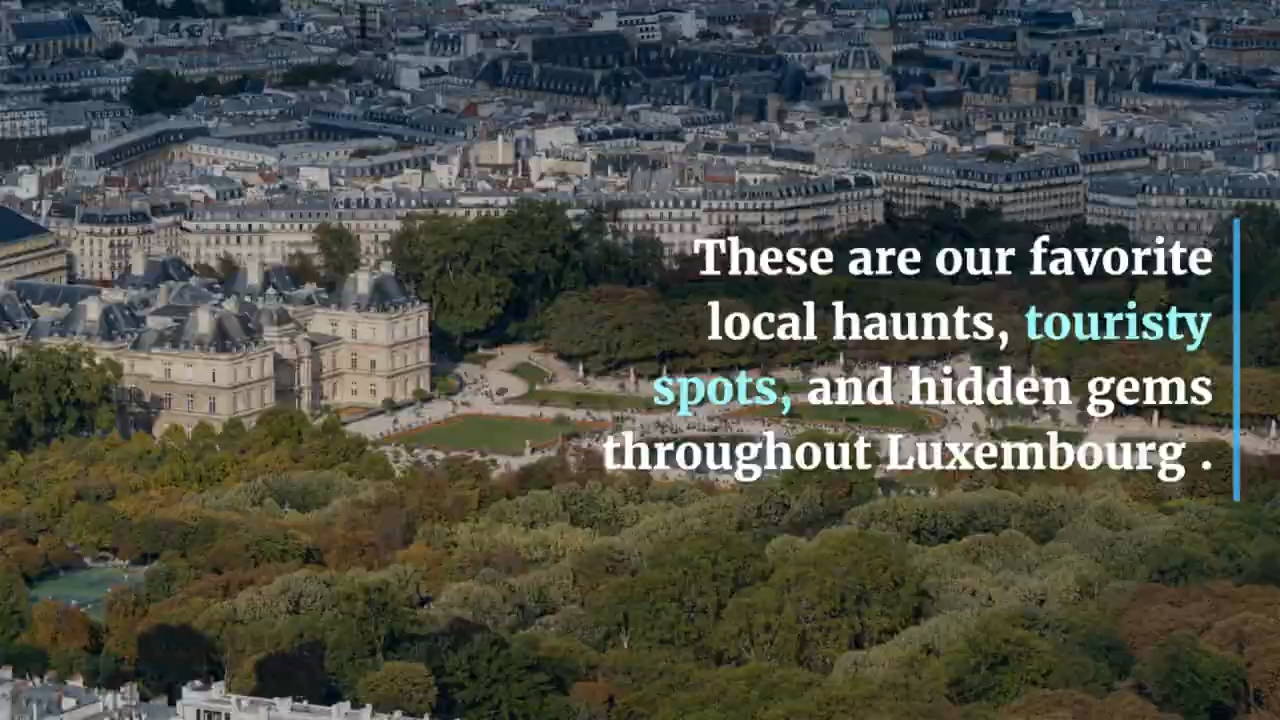 These are our favorite
local haunts, touristy
spots, and hidden gems
throughout Luxembourg .